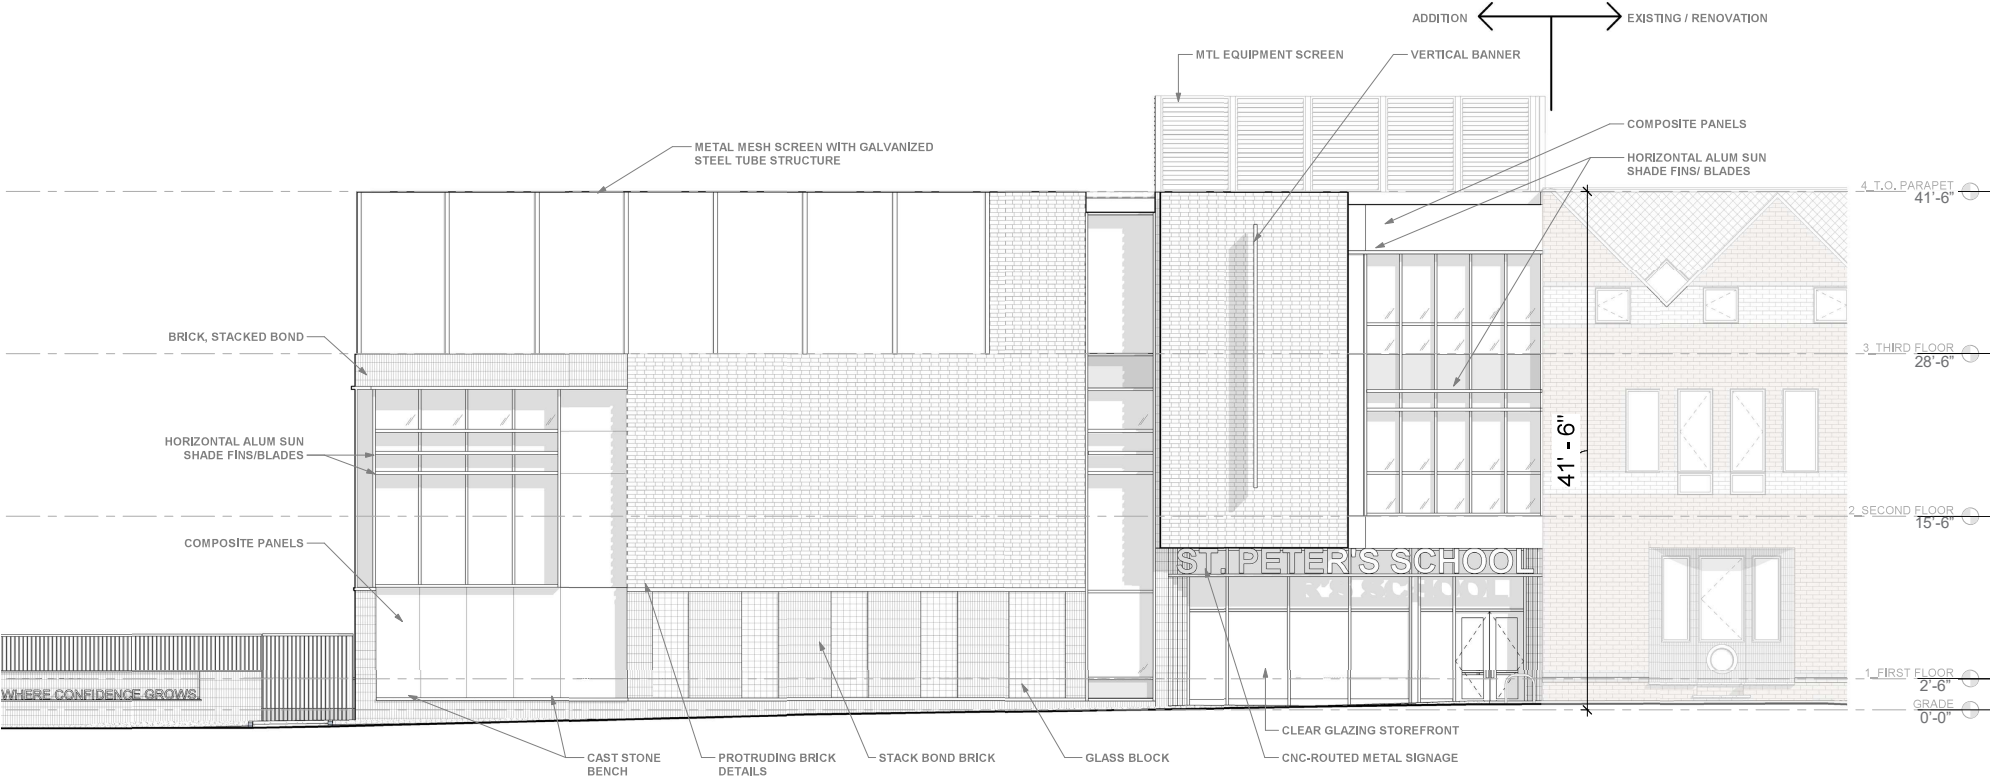 ADDITION
EXISTING / RENOVATION
MTL EQUIPMENT SCREEN
VERTICAL BANNER
COMPOSITE PANELS
METAL MESH SCREEN WITH GALVANIZED
STEEL TUBE STRUCTURE
HORIZONTAL ALUM SUN
SHADE FINS/ BLADES
4_T.O. PARAPET
41'-6"
BRICK, STACKED BOND
3_THIRD FLOOR
28'-6"
HORIZONTAL ALUM SUN
SHADE FINS/BLADES
41' - 6"
2_SECOND FLOOR
15'-6"
COMPOSITE PANELS
ST. PETER'S SCHOOL
1_FIRST FLOOR
2'-6"
WHERE CONFIDENCE GROWS.
GRADE
0'-0"
CLEAR GLAZING STOREFRONT
CAST STONE
BENCH
PROTRUDING BRICK
DETAILS
STACK BOND BRICK
GLASS BLOCK
CNC-ROUTED METAL SIGNAGE